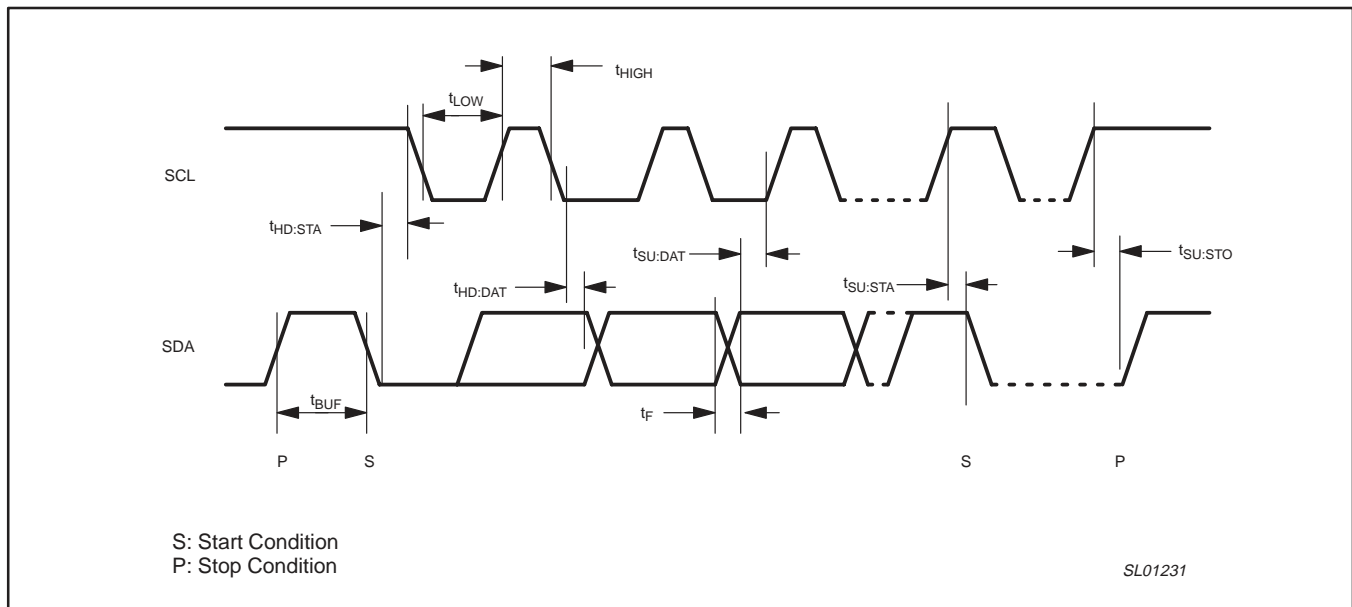 tHIGH
tLOW
SCL
tHD:STA
tSU:DAT
tSU:STO
tHD:DAT
tSU:STA
SDA
tBUF
tF
P S S P
S: Start Condition
P: Stop Condition
SL01231